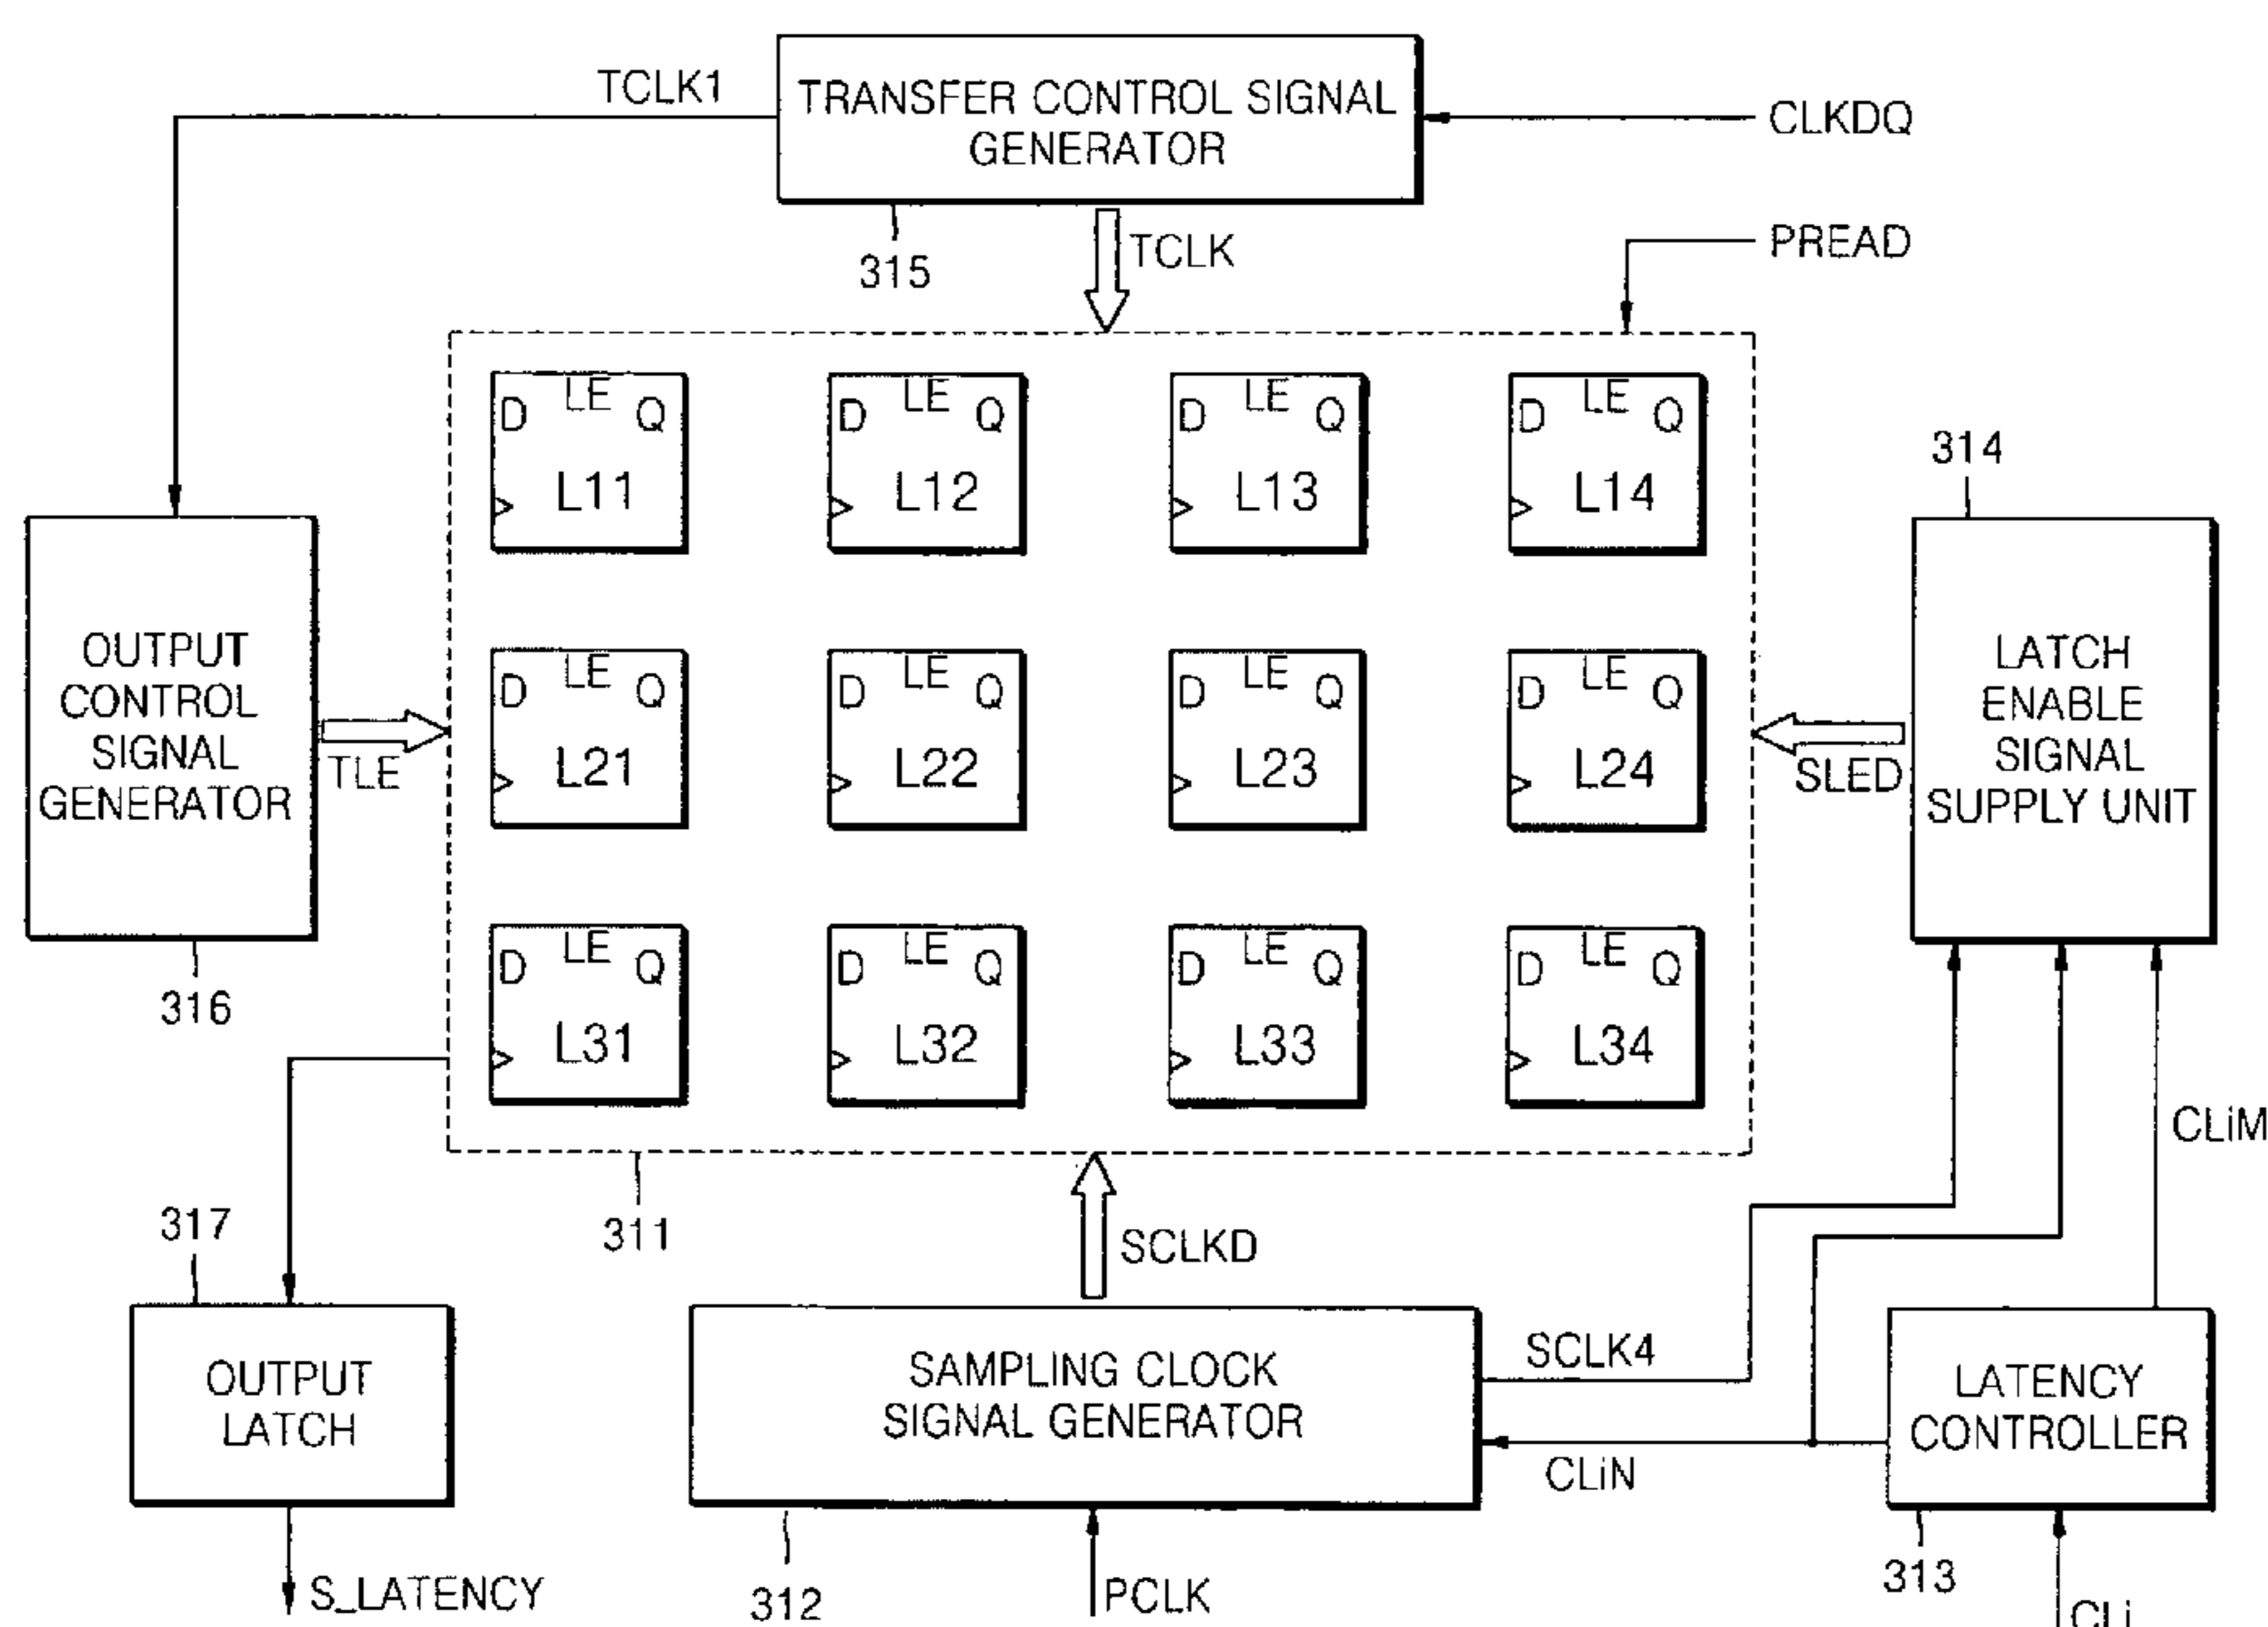 TCLK1
TRANSFER CONTROL SIGNAL
GENERATOR
CLKDQ
315
TCLK
PREAD
D LE Q
L11
D LE Q
L12
D LE Q
L13
D LE Q
L14
314
OUTPUT
CONTROL
SIGNAL
GENERATOR
TLE
D LE Q
L21
D LE Q
L22
D LE Q
L23
D LE Q
L24
SLED
LATCH
ENABLE
SIGNAL
SUPPLY UNIT
316
D LE Q
L31
D LE Q
L32
D LE Q
L33
D LE Q
L34
CLiM
317
311
SCLKD
OUTPUT
LATCH
SAMPLING CLOCK
SIGNAL GENERATOR
SCLK4
CLiN
LATENCY
CONTROLLER
S_LATENCY
312
PCLK
313
CLi